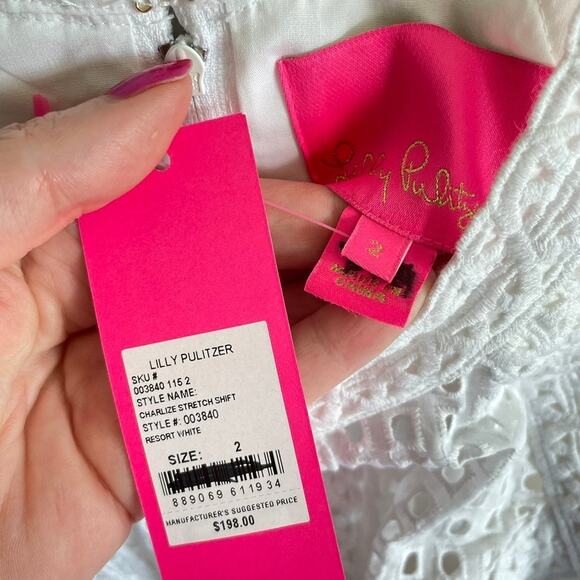 Lilly Pulitzer
2
LILLY PULITZER
SKU #
003840 115 2
STYLE NAME:
CHARLIZE STRETCH SHIFT
STYLE #: 003840
RESORT WHITE
SIZE: 2
889069 611934
MANUFACTURER'S SUGGESTED PRICE
$198.00